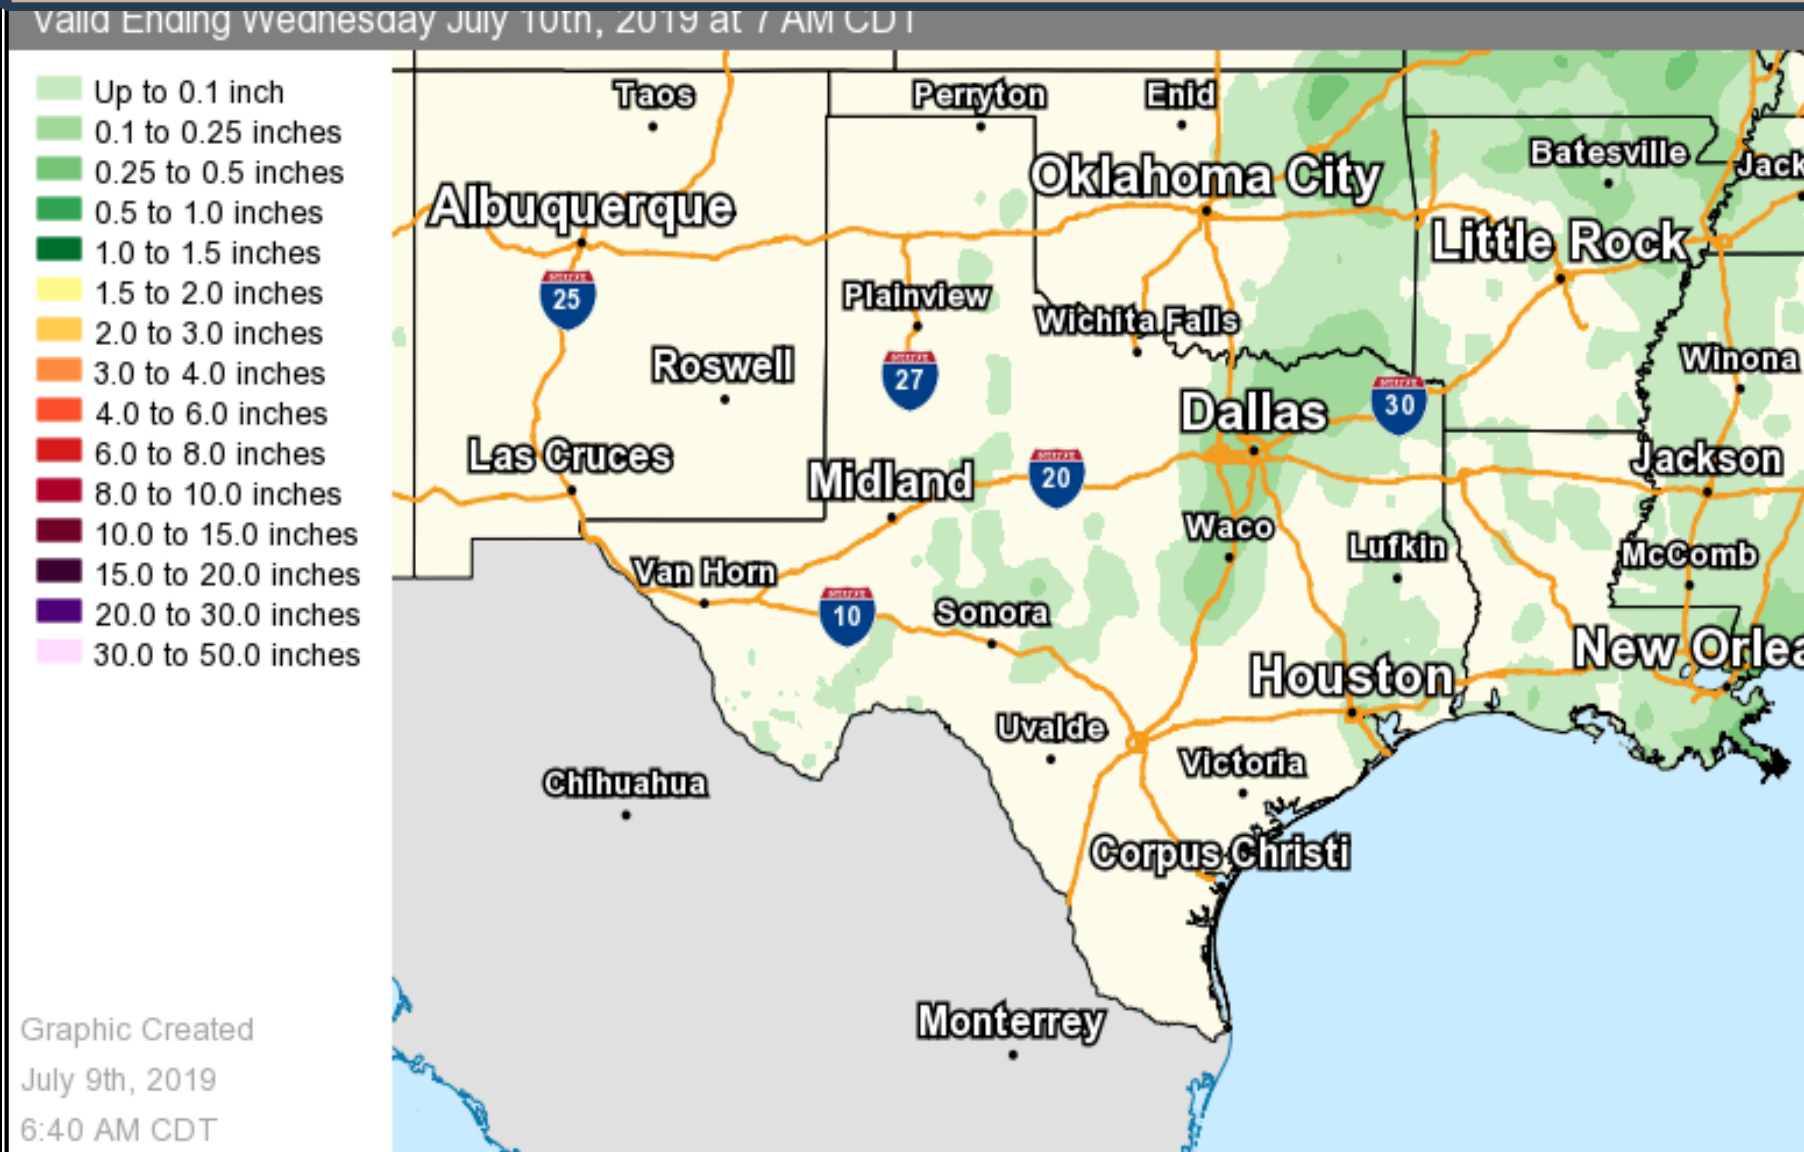 Valid Ending Wednesday July 10th, 2019 at 7 AM CDT
Up to 0.1 inch
0.1 to 0.25 inches
0.25 to 0.5 inches
0.5 to 1.0 inches
1.0 to 1.5 inches
1.5 to 2.0 inches
2.0 to 3.0 inches
3.0 to 4.0 inches
4.0 to 6.0 inches
6.0 to 8.0 inches
8.0 to 10.0 inches
10.0 to 15.0 inches
15.0 to 20.0 inches
20.0 to 30.0 inches
30.0 to 50.0 inches
Graphic Created
July 9th, 2019
6:40 AM CDT
Taos
Perryton
Enid
Batesville
Jack
Oklahoma City
Albuquerque
Little Rock
25
Plainview
Wichita Falls
Roswell
27
Winona
30
Dallas
Las Cruces
Midland
20
Jackson
Waco
Lufkin
McComb
Van Horn
10
Sonora
New Orlea
Houston
Uvalde
Victoria
Chihuahua
Corpus Christi
Monterrey